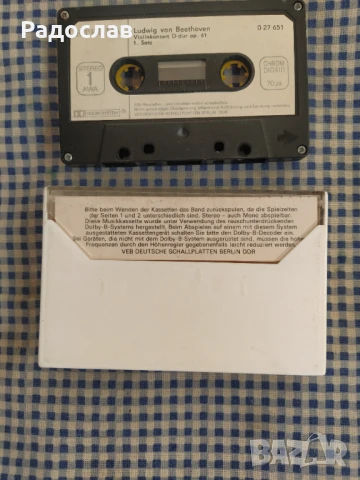 Радослав
Ludwig van Beethoven
Violinkonzert D-dur op. 61
1. Satz
0 27 651
STEREO
1
CHROM
70 µs
Bitte beim Wenden der Kassetten das Band zurückspulen, da die Spielzeiten
der Seiten 1 und 2 unterschiedlich sind. Stereo – auch Mono abspielbar.
Diese Musikkassette wurde unter Verwendung des rauschunterdrückenden
Dolby-B-Systems hergestellt. Beim Abspielen auf einem mit diesem System
ausgestatteten Kassettengerät schalten Sie bitte den Dolby-B-Decoder ein.
Bei Geräten, die nicht mit dem Dolby-B-System ausgerüstet sind, müssen die hohen
Frequenzen durch den Höhenregler gegebenenfalls leicht reduziert werden.
VEB DEUTSCHE SCHALLPLATTEN BERLIN DDR
BAZAR